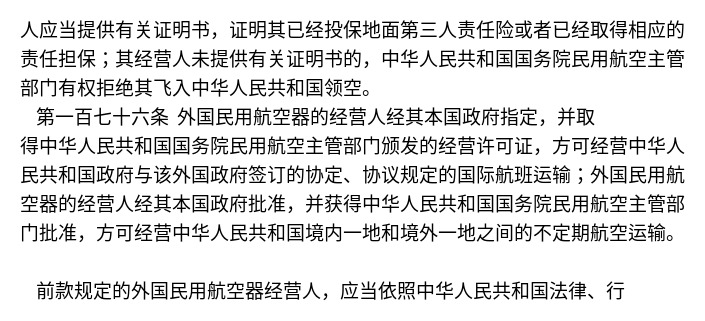 人应当提供有关证明书，证明其已经投保地面第三人责任险或者已经取得相应的
责任担保；其经营人未提供有关证明书的，中华人民共和国国务院民用航空主管
部门有权拒绝其飞入中华人民共和国领空。
第一百七十六条 外国民用航空器的经营人经其本国政府指定，并取
得中华人民共和国国务院民用航空主管部门颁发的经营许可证，方可经营中华人
民共和国政府与该外国政府签订的协定、协议规定的国际航班运输；外国民用航
空器的经营人经其本国政府批准，并获得中华人民共和国国务院民用航空主管部
门批准，方可经营中华人民共和国境内一地和境外一地之间的不定期航空运输。
前款规定的外国民用航空器经营人，应当依照中华人民共和国法律、行